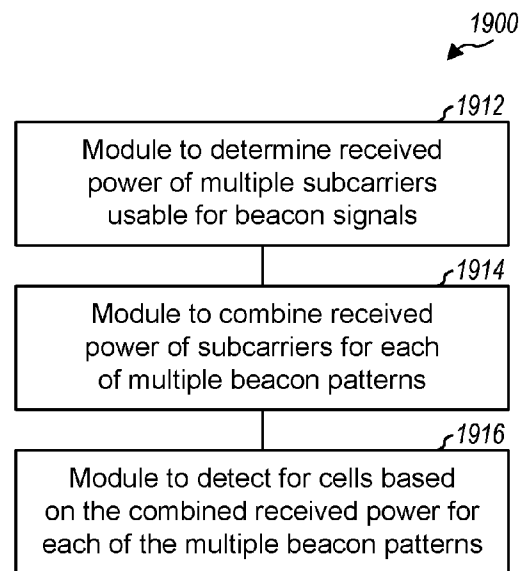 1900
1912
Module to determine received
power of multiple subcarriers
usable for beacon signals
1914
Module to combine received
power of subcarriers for each
of multiple beacon patterns
1916
Module to detect for cells based
on the combined received power for
each of the multiple beacon patterns